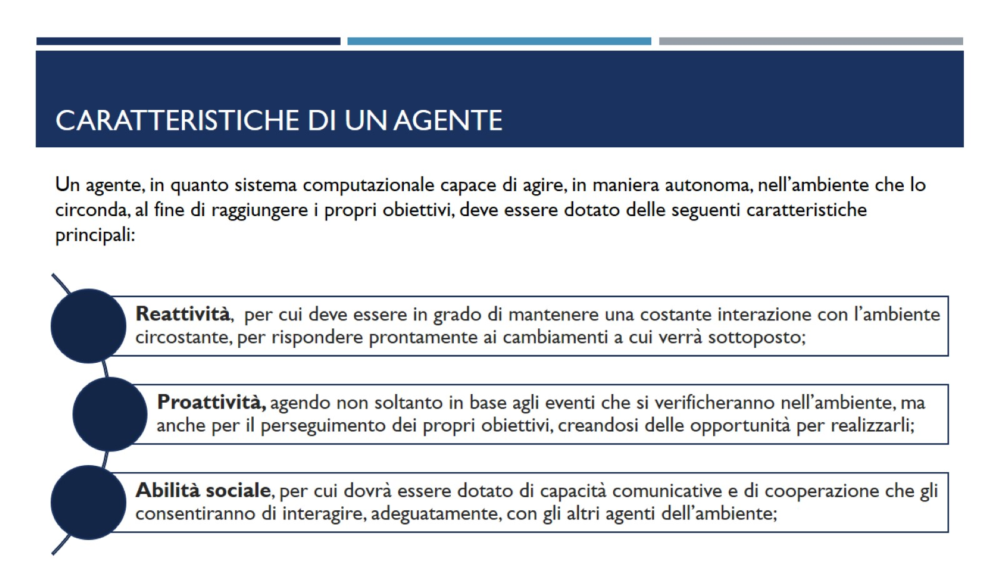 CARATTERISTICHE DI UN AGENTE
Un agente, in quanto sistema computazionale capace di agire, in maniera autonoma, nell’ambiente che lo
circonda, al fine di raggiungere i propri obiettivi, deve essere dotato delle seguenti caratteristiche
principali:
Reattività,  per cui deve essere in grado di mantenere una costante interazione con l’ambiente
circostante, per rispondere prontamente ai cambiamenti a cui verrà sottoposto;
Proattività, agendo non soltanto in base agli eventi che si verificheranno nell’ambiente, ma
anche per il perseguimento dei propri obiettivi, creandosi delle opportunità per realizzarli;
Abilità sociale, per cui dovrà essere dotato di capacità comunicative e di cooperazione che gli
consentiranno di interagire, adeguatamente, con gli altri agenti dell’ambiente;